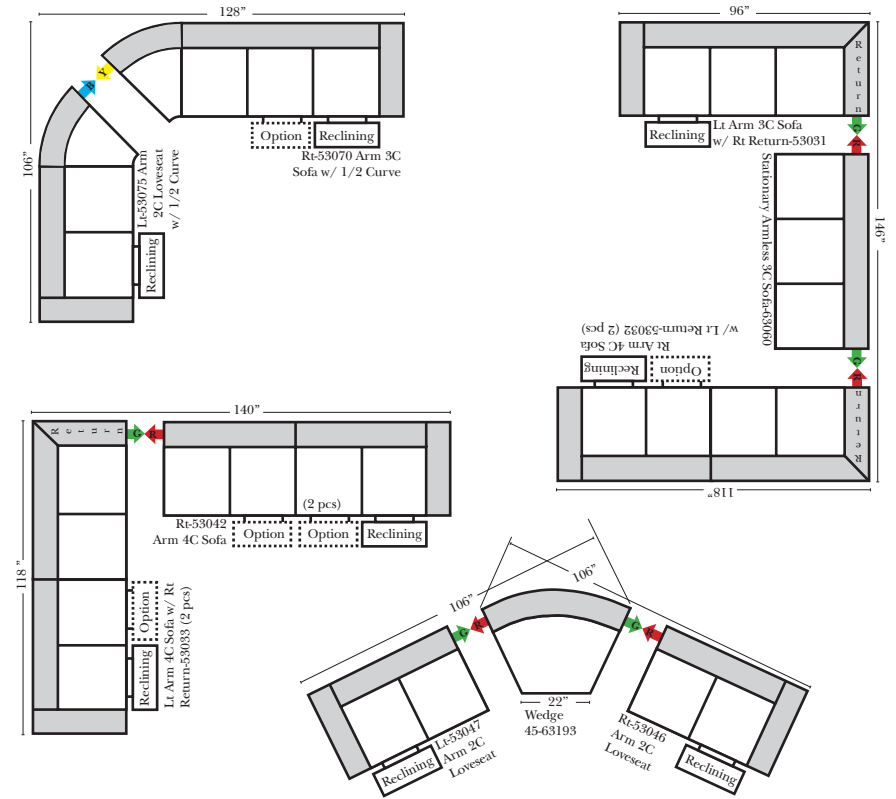 128”
106”
B
Y
Option
Reclining
Rt-53070 Arm 3C
Sofa w/ 1/2 Curve
Lt-53075 Arm
2C Loveseat
w/ 1/2 Curve
Reclining
96”
Return
Reclining
Lt Arm 3C Sofa
w/ Rt Return-53031
G
R
Stationary Armless 3C Sofa-63060
146”
G
R
Rt Arm 4C Sofa
w/ Lt Return-53032 (2 pcs)
Reclining
Option
Return
118”
140”
Return
G
R
118”
(2 pcs)
Rt-53042
Arm 4C Sofa
Option
Option
Reclining
Option
Reclining
Lt Arm 4C Sofa w/ Rt
Return-53033 (2 pcs)
106”
106”
G
R
G
R
22”
Wedge
45-63193
Lt-53047
Arm 2C
Loveseat
Reclining
Rt-53046
Arm 2C
Loveseat
Reclining